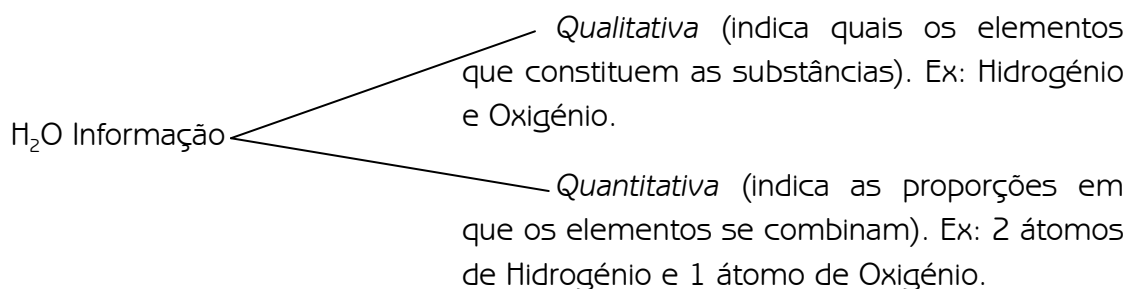 Qualitativa (indica quais os elementos
que constituem as substâncias). Ex: Hidrogénio
e Oxigénio.
H₂O Informação
Quantitativa (indica as proporções em
que os elementos se combinam). Ex: 2 átomos
de Hidrogénio e 1 átomo de Oxigénio.